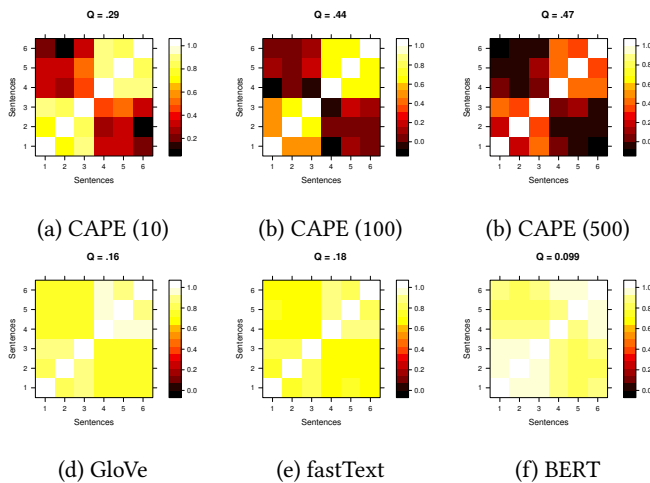 Q = .29
Q = .44
Q = .47
6
5
4
3
2
1
Sentences
1 2 3 4 5 6
Sentences
1.0
0.8
0.6
0.4
0.2
6
5
4
3
2
1
Sentences
1 2 3 4 5 6
Sentences
1.0
0.8
0.6
0.4
0.2
0.0
6
5
4
3
2
1
Sentences
1 2 3 4 5 6
Sentences
1.0
0.8
0.6
0.4
0.2
0.0
(a) CAPE (10)
(b) CAPE (100)
(b) CAPE (500)
Q = .16
Q = .18
Q = 0.099
6
5
4
3
2
1
Sentences
1 2 3 4 5 6
Sentences
1.0
0.8
0.6
0.4
0.2
0.0
6
5
4
3
2
1
Sentences
1 2 3 4 5 6
Sentences
1.0
0.8
0.6
0.4
0.2
0.0
6
5
4
3
2
1
Sentences
1 2 3 4 5 6
Sentences
1.0
0.8
0.6
0.4
0.2
0.0
(d) GloVe
(e) fastText
(f) BERT